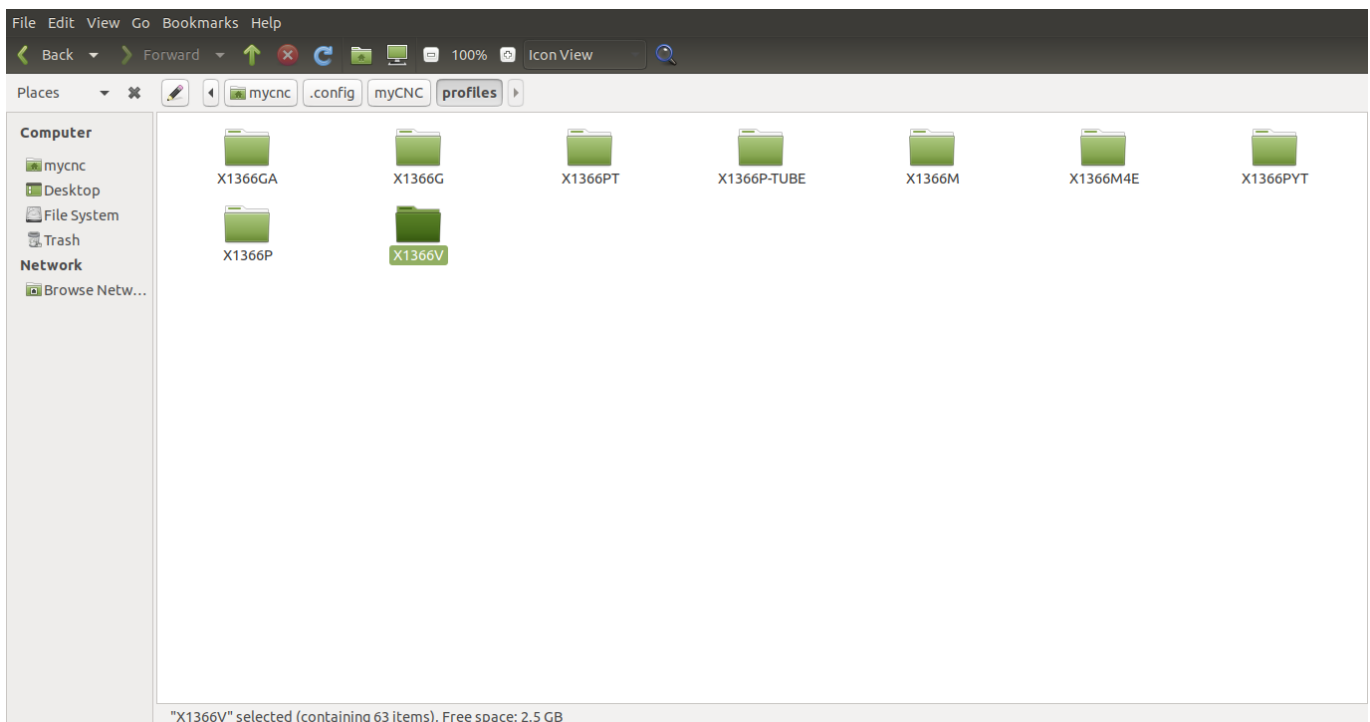 File Edit View Go Bookmarks Help
Back Forward 100% Icon View
Places mycnc .config myCNC profiles
Computer
mycnc
Desktop
File System
Trash
Network
Browse Netw...
X1366GA X1366G X1366PT X1366P-TUBE X1366M X1366M4E X1366PYT
X1366P X1366V
"X1366V" selected (containing 63 items), Free space: 2.5 GB